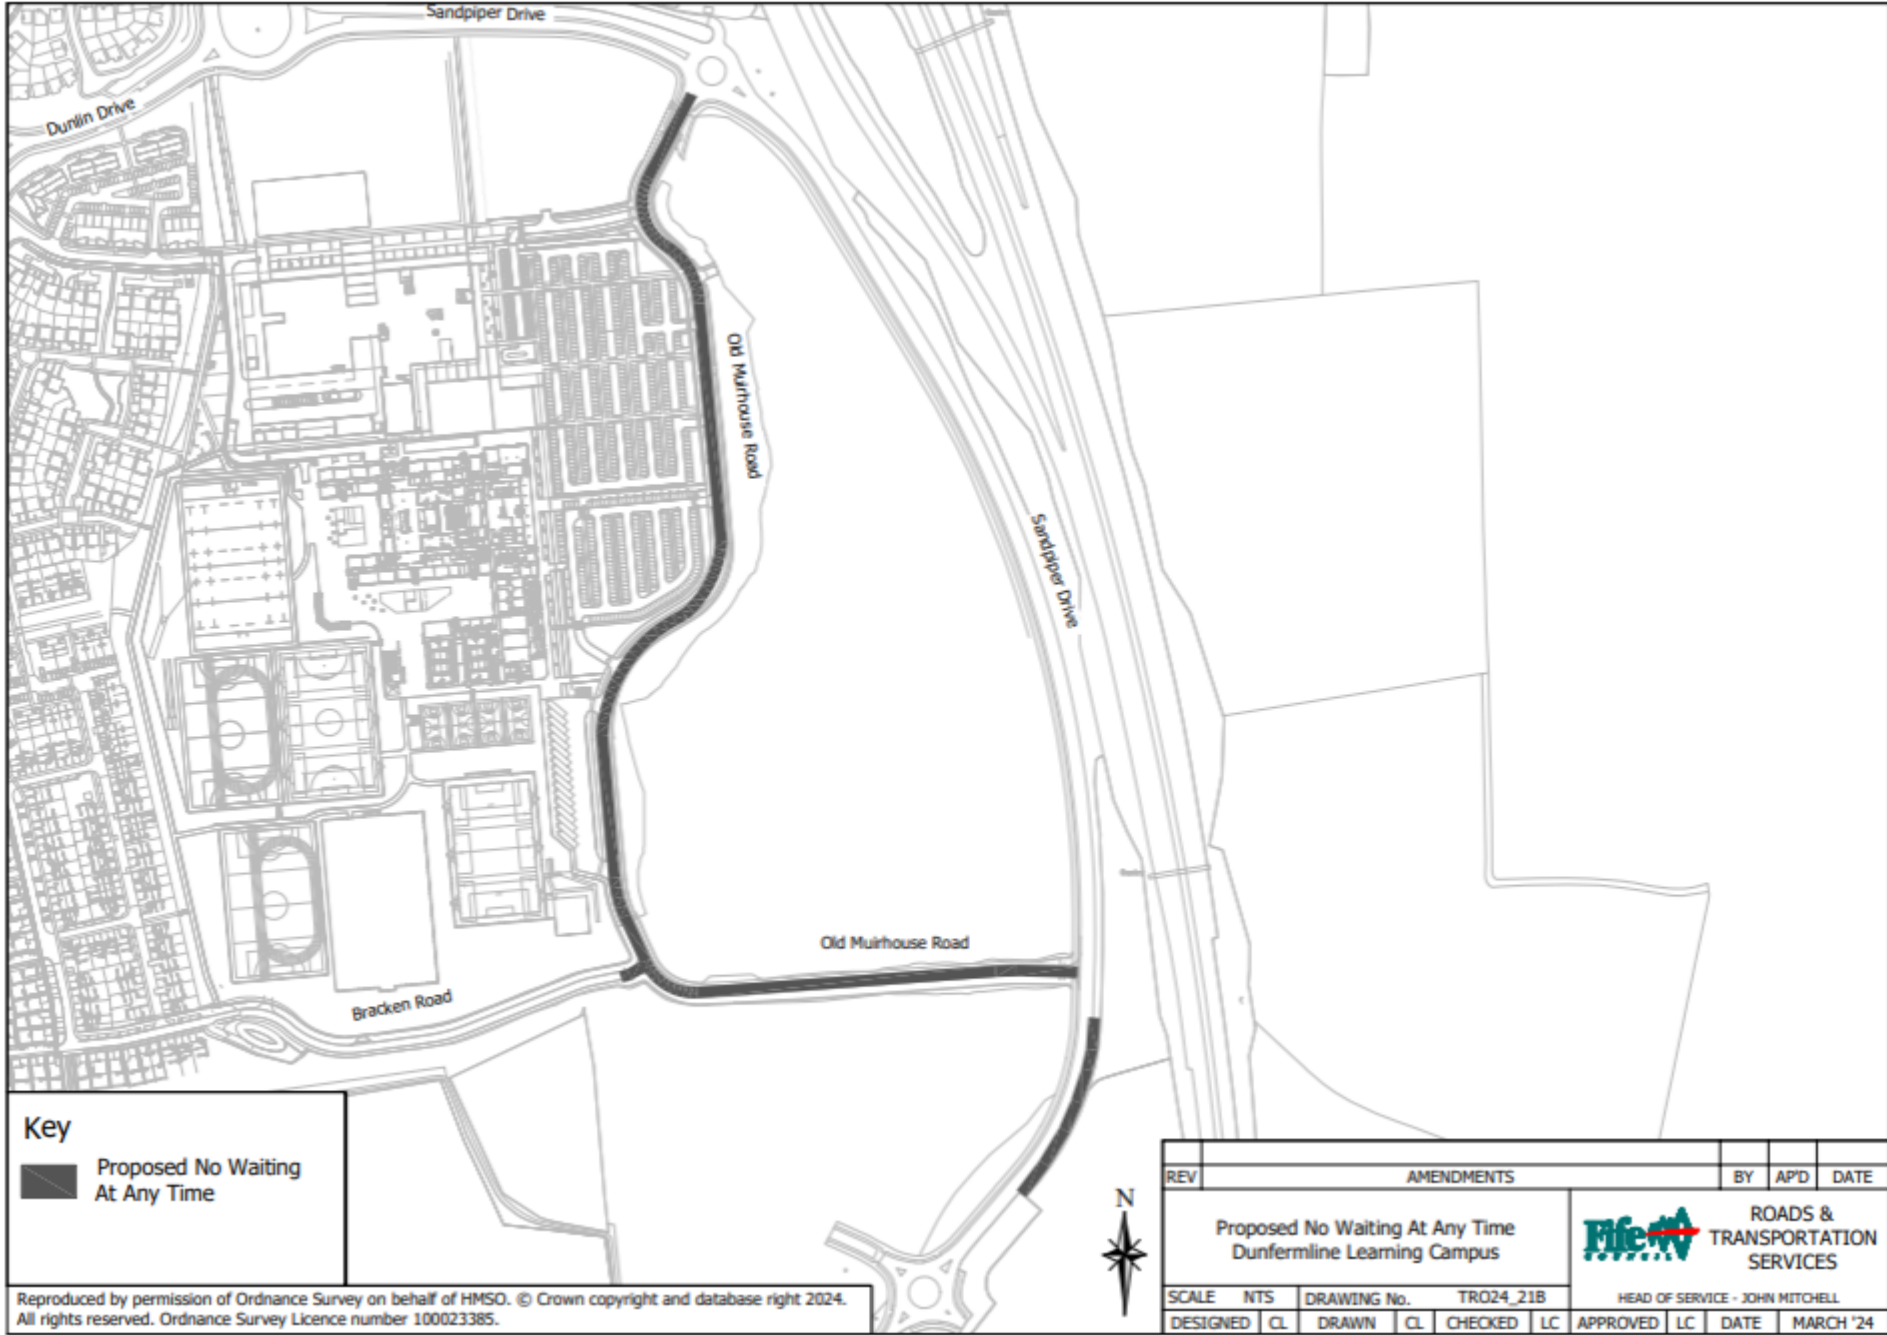 Sandpiper Drive
Dunlin Drive
Old Muirhouse Road
Sandpiper Drive
Old Muirhouse Road
Bracken Road
Key
Proposed No Waiting
At Any Time
N
REV AMENDMENTS BY AP'D DATE
Proposed No Waiting At Any Time
Dunfermline Learning Campus
Fife
COUNCIL
ROADS &
TRANSPORTATION
SERVICES
HEAD OF SERVICE - JOHN MITCHELL
SCALE NTS DRAWING No. TRO24_21B
DESIGNED CL DRAWN CL CHECKED LC APPROVED LC DATE MARCH '24
Reproduced by permission of Ordnance Survey on behalf of HMSO. © Crown copyright and database right 2024.
All rights reserved. Ordnance Survey Licence number 100023385.